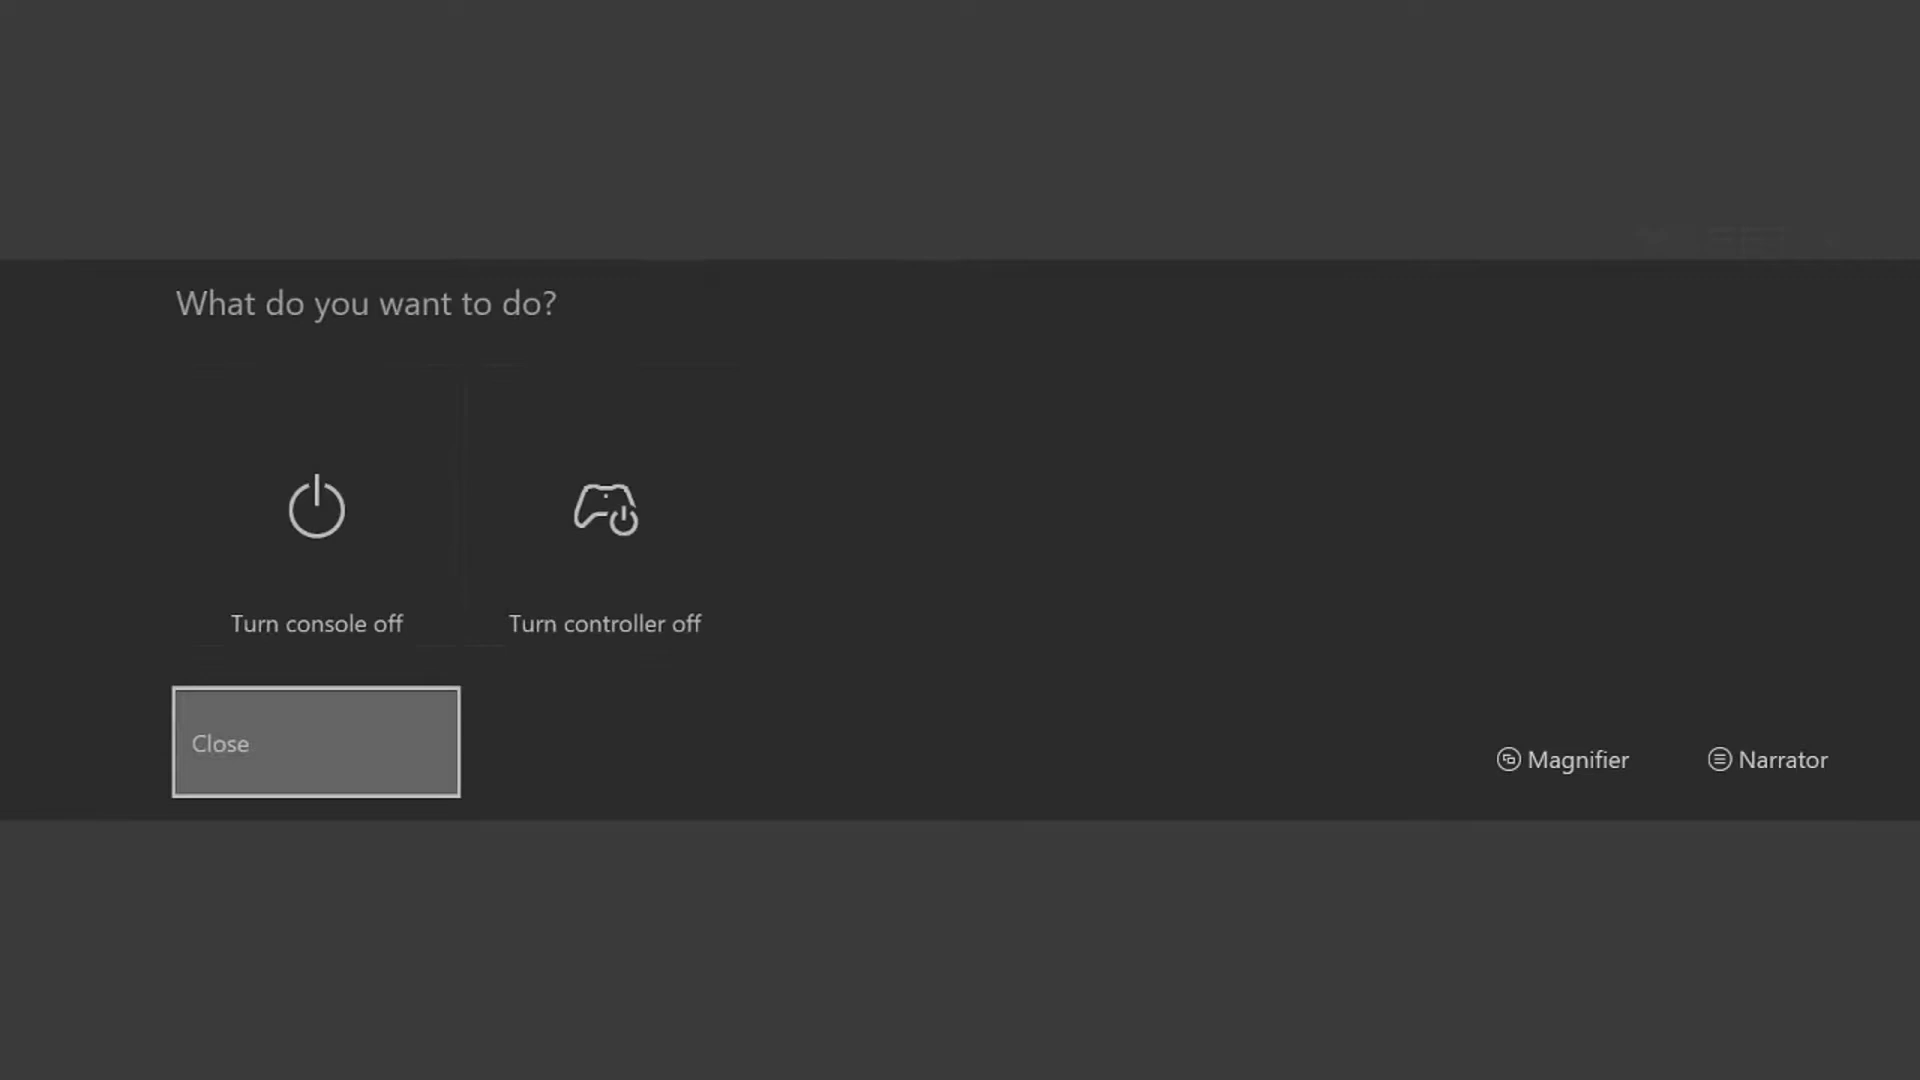 What do you want to do?
Turn console off
Turn controller off
Close
Magnifier
Narrator